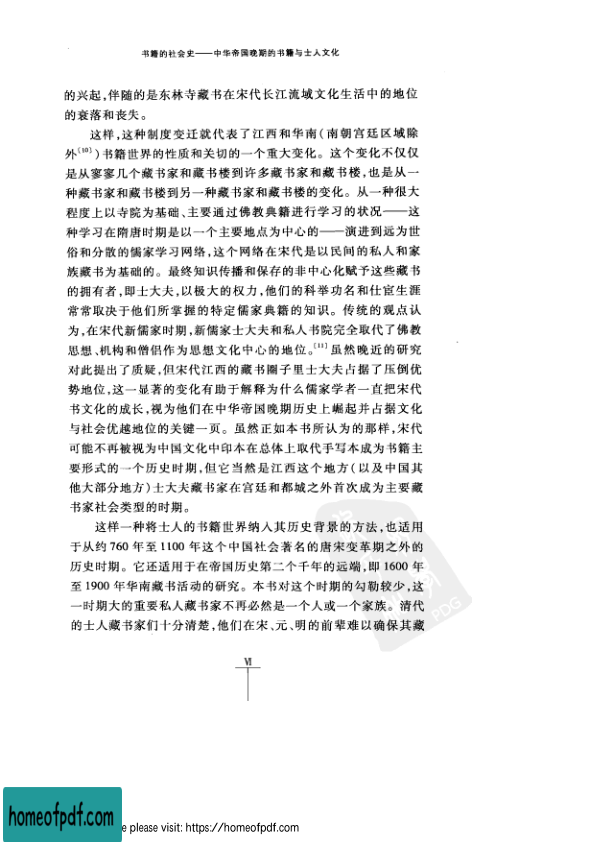 书籍的社会史——中华帝国晚期的书籍与士人文化
的兴起,伴随的是东林寺藏书在宋代长江流域文化生活中的地位
的衰落和丧失。
这样,这种制度变迁就代表了江西和华南(南朝宫廷区域除
外〔10〕)书籍世界的性质和关切的一个重大变化。这个变化不仅仅
是从寥寥几个藏书家和藏书楼到许多藏书家和藏书楼,也是从一
种藏书家和藏书楼到另一种藏书家和藏书楼的变化。从一种很大
程度上以寺院为基础、主要通过佛教典籍进行学习的状况——这
种学习在隋唐时期是以一个主要地点为中心的——演进到远为世
俗和分散的儒家学习网络,这个网络在宋代是以民间的私人和家
族藏书为基础的。最终知识传播和保存的非中心化赋予这些藏书
的拥有者,即士大夫,以极大的权力,他们的科举功名和仕宦生涯
常常取决于他们所掌握的特定儒家典籍的知识。传统的观点认
为,在宋代新儒家时期,新儒家士大夫和私人书院完全取代了佛教
思想、机构和僧侣作为思想文化中心的地位。〔11〕虽然晚近的研究
对此提出了质疑,但宋代江西的藏书圈子里士大夫占据了压倒优
势地位,这一显著的变化有助于解释为什么儒家学者一直把宋代
书文化的成长,视为他们在中华帝国晚期历史上崛起并占据文化
与社会优越地位的关键一页。虽然正如本书所认为的那样,宋代
可能不再被视为中国文化中印本在总体上取代手写本成为书籍主
要形式的一个历史时期,但它当然是江西这个地方(以及中国其
他大部分地方)士大夫藏书家在宫廷和都城之外首次成为主要藏
书家社会类型的时期。
这样一种将士人的书籍世界纳入其历史背景的方法,也适用
于从约760年至1100年这个中国社会著名的唐宋变革期之外的
历史时期。它还适用于在帝国历史第二个千年的远端,即1600年
至1900年华南藏书活动的研究。本书对这个时期的勾勒较少,这
一时期大的重要私人藏书家不再必然是一个人或一个家族。清代
的士人藏书家们十分清楚,他们在宋、元、明的前辈难以确保其藏
PDG
Ⅵ
homeofpdf.com
e please visit: https://homeofpdf.com